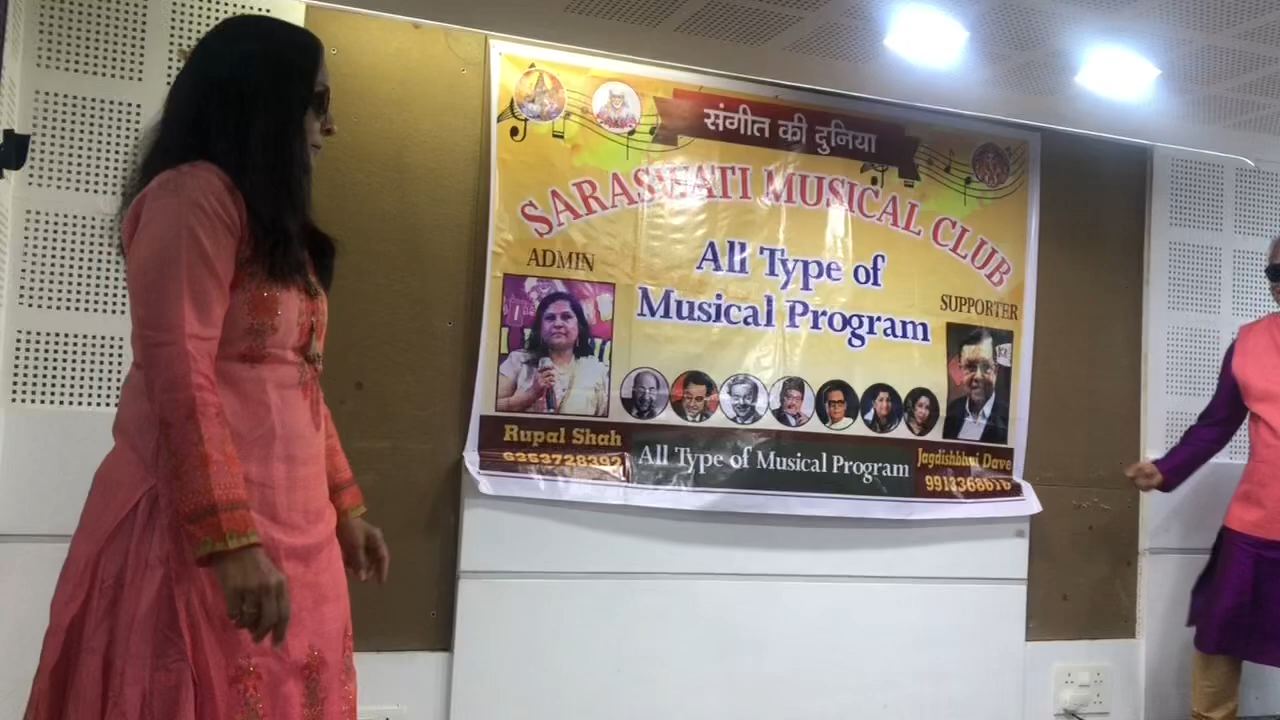 संगीत की दुनिया
SARASWATI MUSICAL CLUB
All Type of
Musical Program
ADMIN
SUPPORTER
Rupal Shah
6353728392
All Type of Musical Program
Jagdishbhai Dave